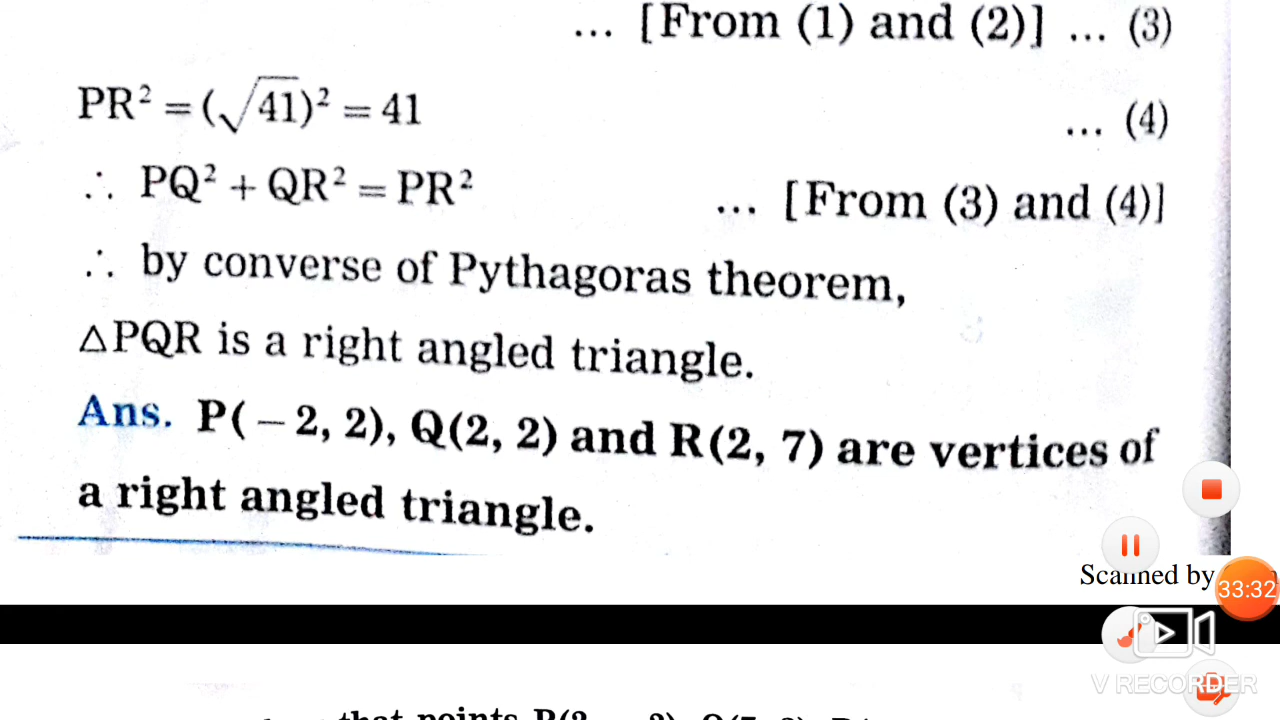 ... [From (1) and (2)] ... (3)
PR² = (√41)² = 41 ... (4)
∴ PQ² + QR² = PR² ... [From (3) and (4)]
∴ by converse of Pythagoras theorem,
△PQR is a right angled triangle.
Ans. P(−2, 2), Q(2, 2) and R(2, 7) are vertices of
a right angled triangle.
Scanned by
33:32
V RECORDER
that points